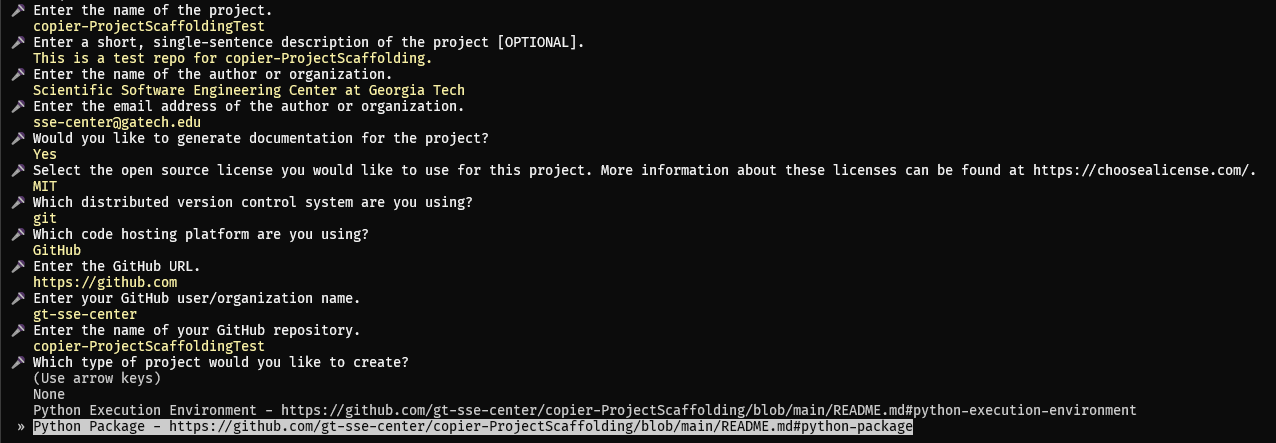 Enter the name of the project.
copier-ProjectScaffoldingTest
Enter a short, single-sentence description of the project [OPTIONAL].
This is a test repo for copier-ProjectScaffolding.
Enter the name of the author or organization.
Scientific Software Engineering Center at Georgia Tech
Enter the email address of the author or organization.
sse-center@gatech.edu
Would you like to generate documentation for the project?
Yes
Select the open source license you would like to use for this project. More information about these licenses can be found at https://choosealicense.com/.
MIT
Which distributed version control system are you using?
git
Which code hosting platform are you using?
GitHub
Enter the GitHub URL.
https://github.com
Enter your GitHub user/organization name.
gt-sse-center
Enter the name of your GitHub repository.
copier-ProjectScaffoldingTest
Which type of project would you like to create?
(Use arrow keys)
None
Python Execution Environment - https://github.com/gt-sse-center/copier-ProjectScaffolding/blob/main/README.md#python-execution-environment
» Python Package - https://github.com/gt-sse-center/copier-ProjectScaffolding/blob/main/README.md#python-package